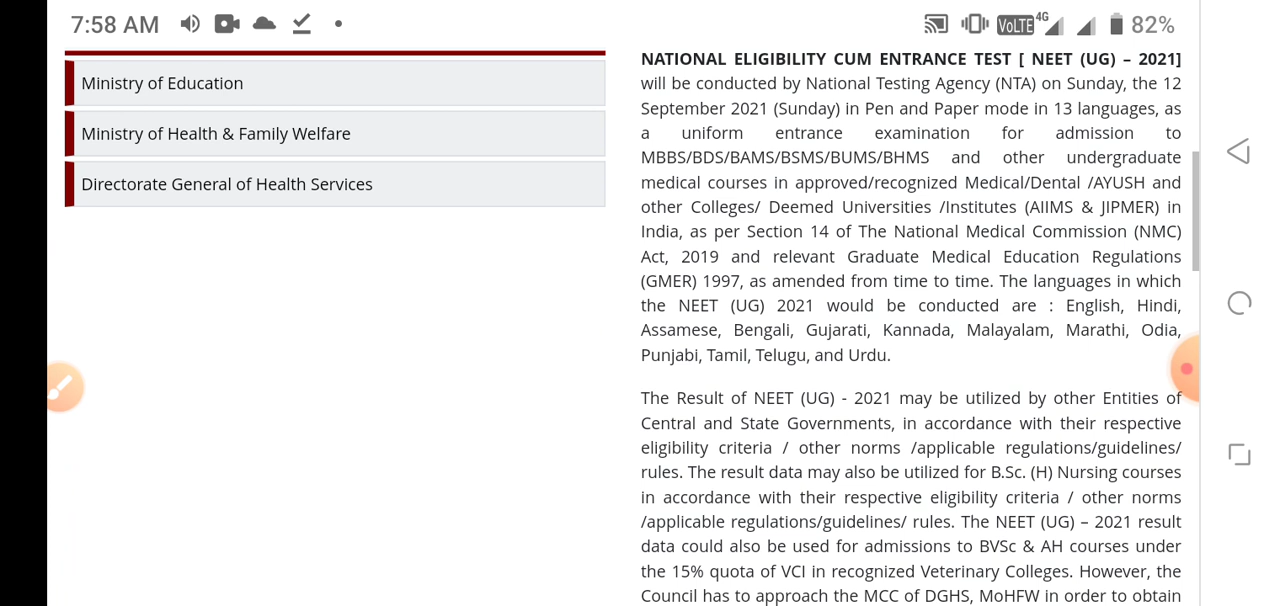 7:58 AM
VoLTE 4G 82%
Ministry of Education
Ministry of Health & Family Welfare
Directorate General of Health Services
NATIONAL ELIGIBILITY CUM ENTRANCE TEST [ NEET (UG) – 2021]
will be conducted by National Testing Agency (NTA) on Sunday, the 12
September 2021 (Sunday) in Pen and Paper mode in 13 languages, as
a uniform entrance examination for admission to
MBBS/BDS/BAMS/BSMS/BUMS/BHMS and other undergraduate
medical courses in approved/recognized Medical/Dental /AYUSH and
other Colleges/ Deemed Universities /Institutes (AIIMS & JIPMER) in
India, as per Section 14 of The National Medical Commission (NMC)
Act, 2019 and relevant Graduate Medical Education Regulations
(GMER) 1997, as amended from time to time. The languages in which
the NEET (UG) 2021 would be conducted are : English, Hindi,
Assamese, Bengali, Gujarati, Kannada, Malayalam, Marathi, Odia,
Punjabi, Tamil, Telugu, and Urdu.
The Result of NEET (UG) - 2021 may be utilized by other Entities of
Central and State Governments, in accordance with their respective
eligibility criteria / other norms /applicable regulations/guidelines/
rules. The result data may also be utilized for B.Sc. (H) Nursing courses
in accordance with their respective eligibility criteria / other norms
/applicable regulations/guidelines/ rules. The NEET (UG) – 2021 result
data could also be used for admissions to BVSc & AH courses under
the 15% quota of VCI in recognized Veterinary Colleges. However, the
Council has to approach the MCC of DGHS, MoHFW in order to obtain